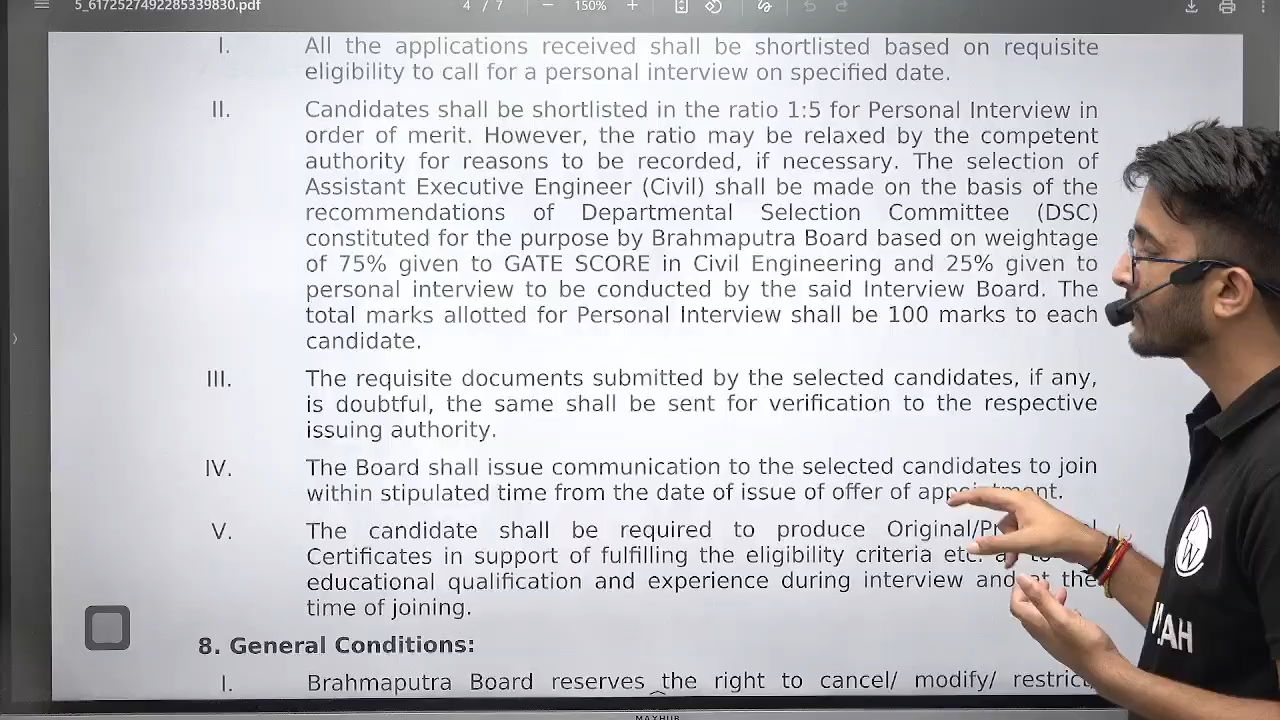 5_6172527492285339830.pdf 4 / 7 150%
I. All the applications received shall be shortlisted based on requisite
eligibility to call for a personal interview on specified date.
II. Candidates shall be shortlisted in the ratio 1:5 for Personal Interview in
order of merit. However, the ratio may be relaxed by the competent
authority for reasons to be recorded, if necessary. The selection of
Assistant Executive Engineer (Civil) shall be made on the basis of the
recommendations of Departmental Selection Committee (DSC)
constituted for the purpose by Brahmaputra Board based on weightage
of 75% given to GATE SCORE in Civil Engineering and 25% given to
personal interview to be conducted by the said Interview Board. The
total marks allotted for Personal Interview shall be 100 marks to each
candidate.
III. The requisite documents submitted by the selected candidates, if any,
is doubtful, the same shall be sent for verification to the respective
issuing authority.
IV. The Board shall issue communication to the selected candidates to join
within stipulated time from the date of issue of offer of appointment.
V. The candidate shall be required to produce Original/
Certificates in support of fulfilling the eligibility criteria etc.
educational qualification and experience during interview and at the
time of joining.
8. General Conditions:
I. Brahmaputra Board reserves the right to cancel/ modify/ restrict,
MAXHUB
W
AH